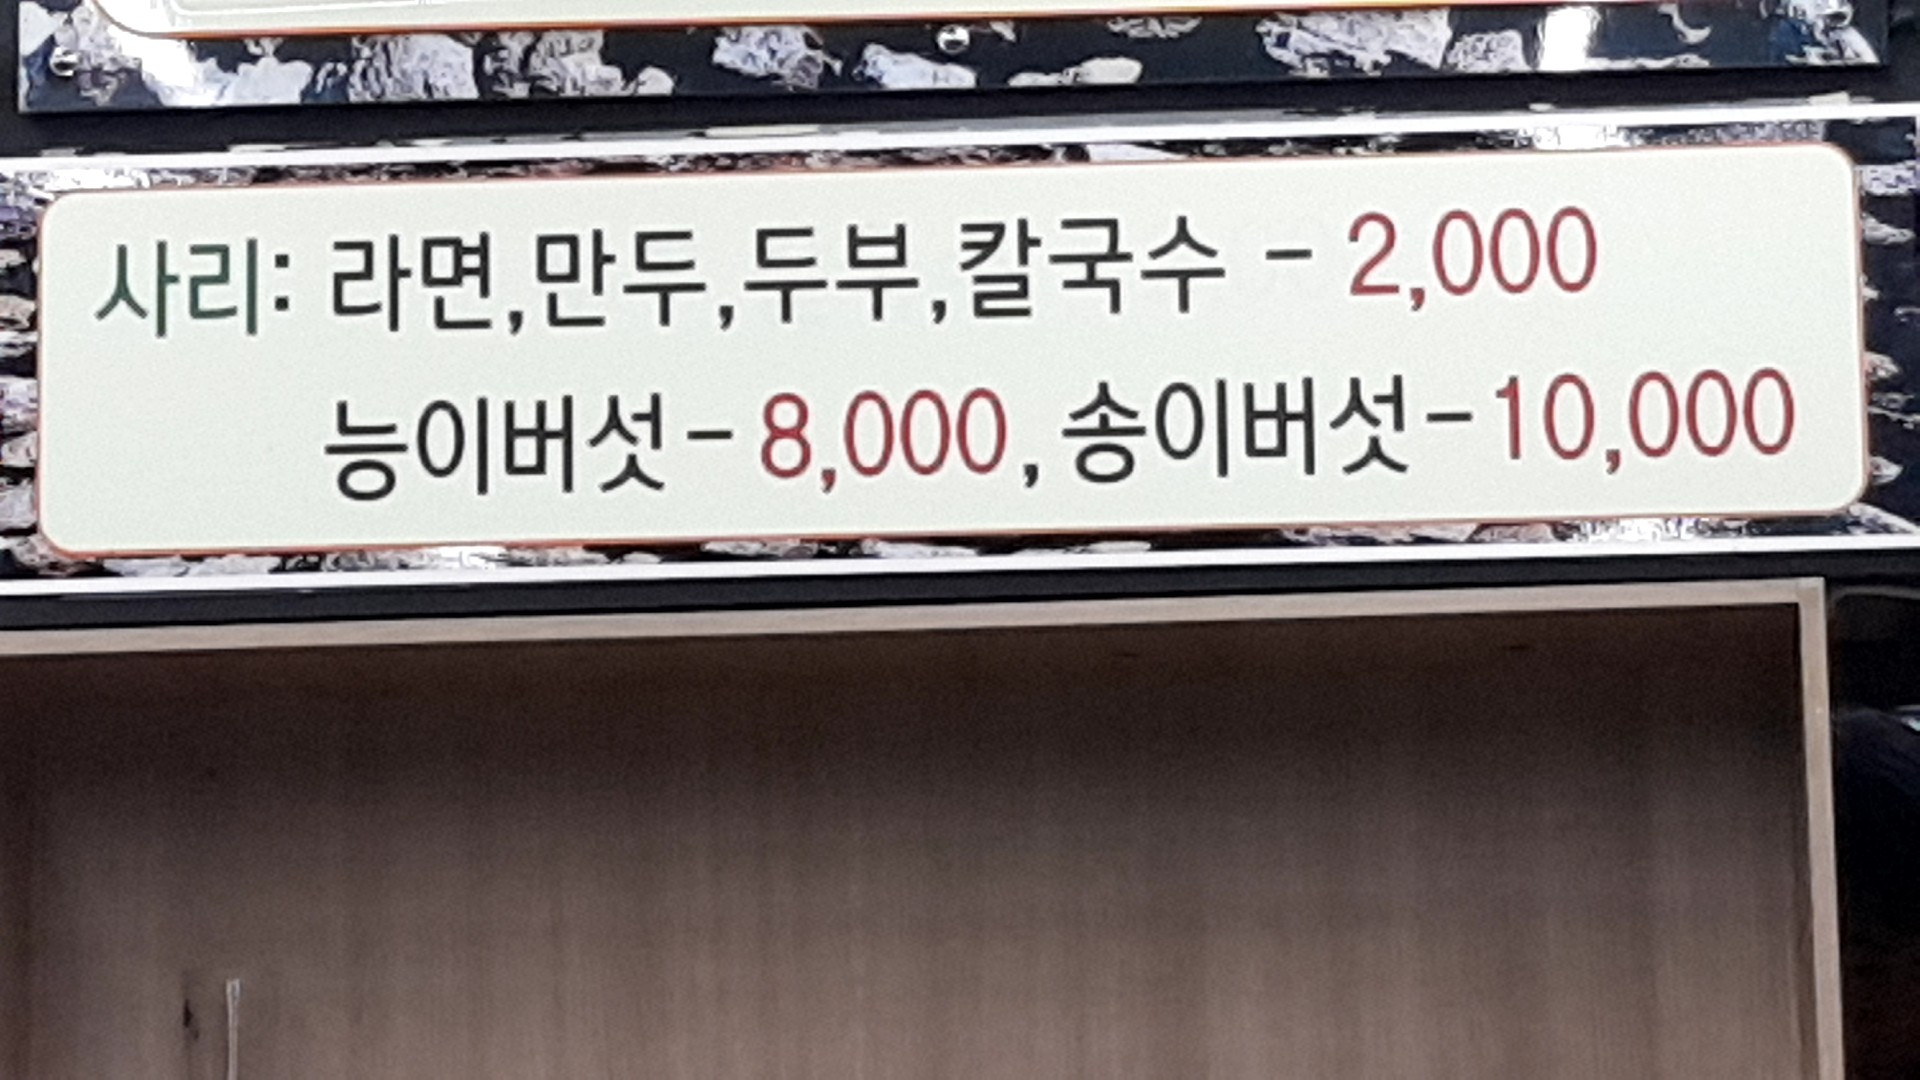 사리: 라면,만두,두부,칼국수 - 2,000
능이버섯-8,000, 송이버섯-10,000